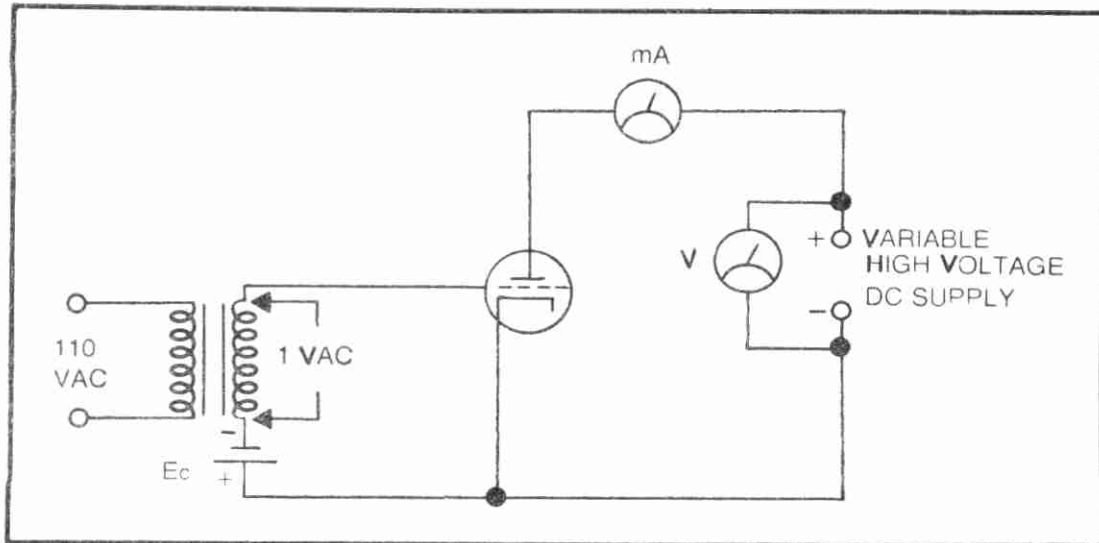 mA
V
+
VARIABLE
HIGH VOLTAGE
-
DC SUPPLY
110
VAC
1 VAC
-
Ec
+